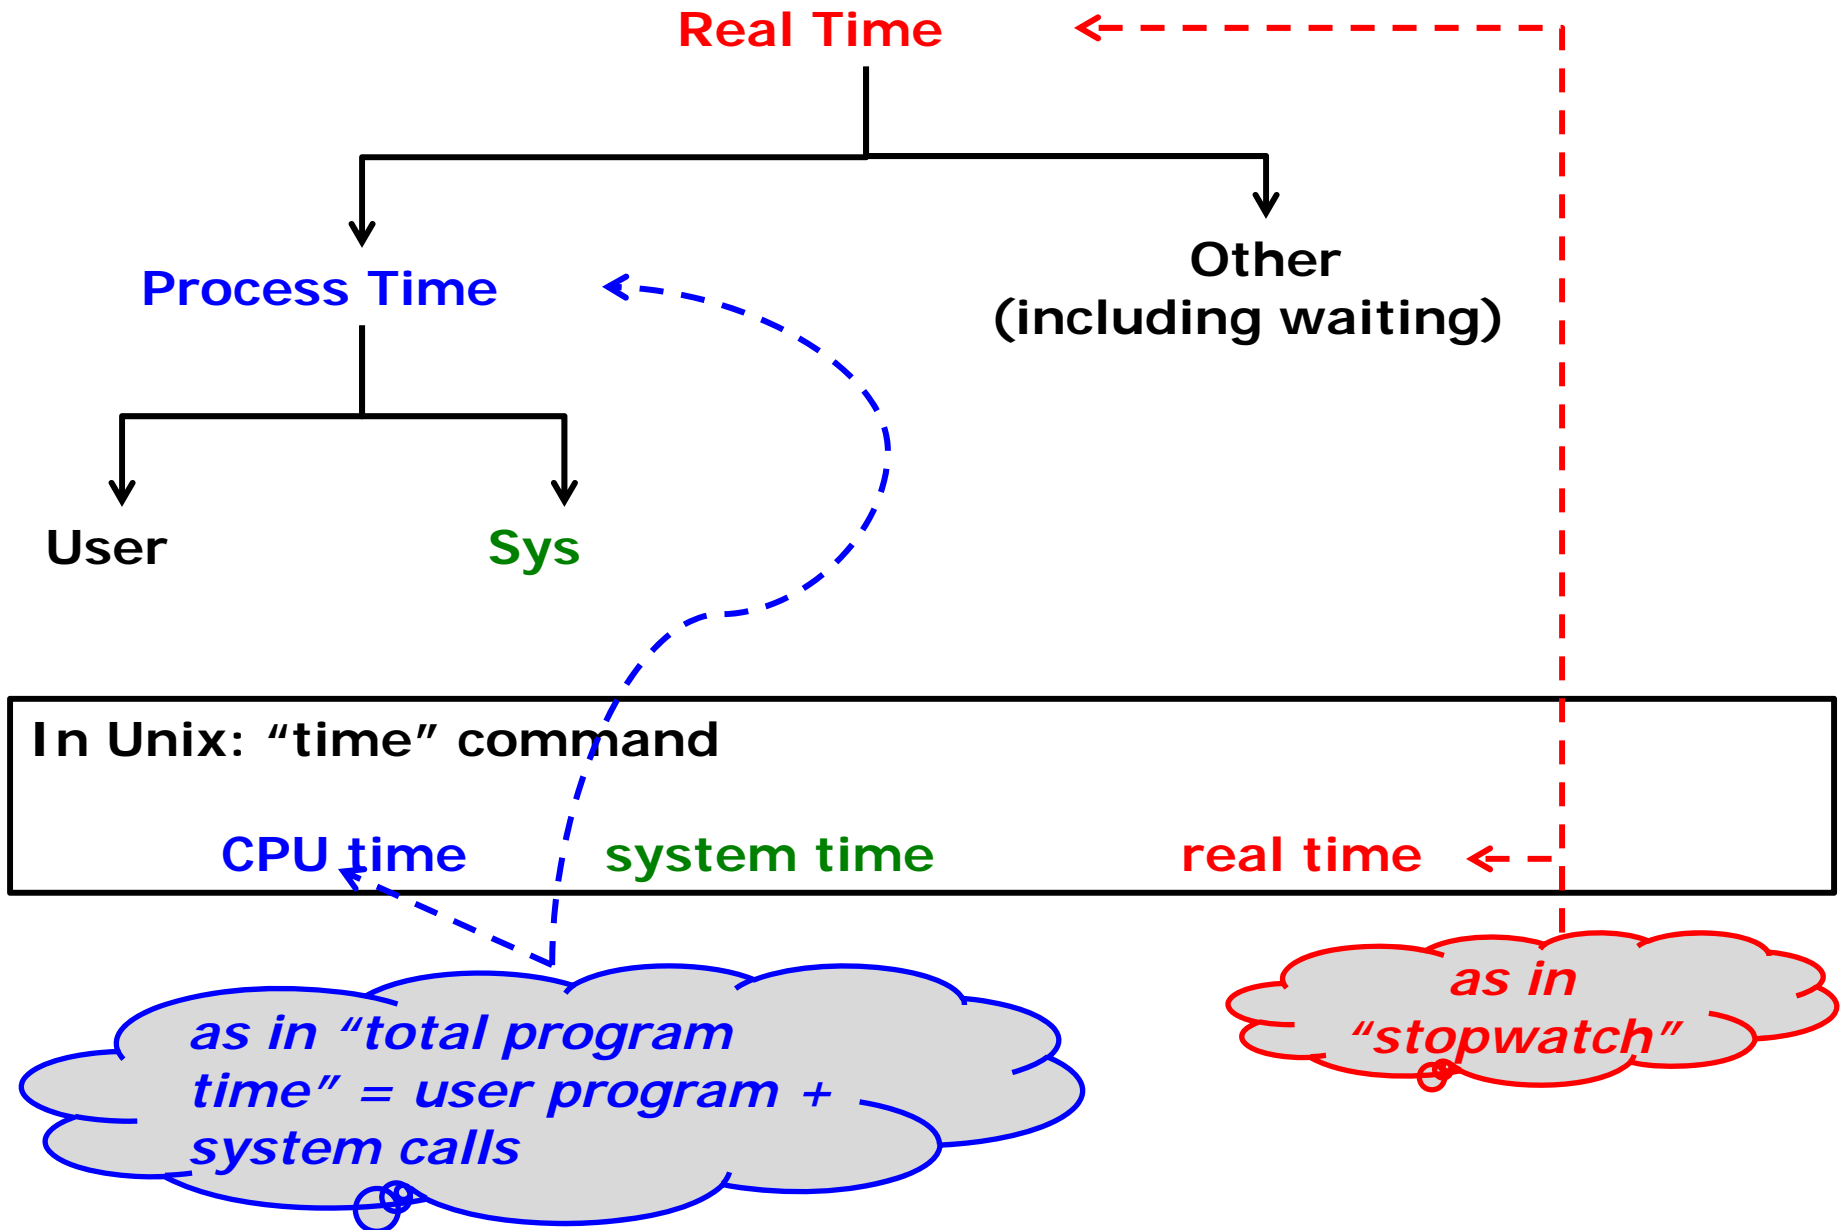 Real Time
Process Time
Other
(including waiting)
User
Sys
In Unix: “time” command
CPU time
system time
real time
as in “total program
time” = user program +
system calls
as in
“stopwatch”